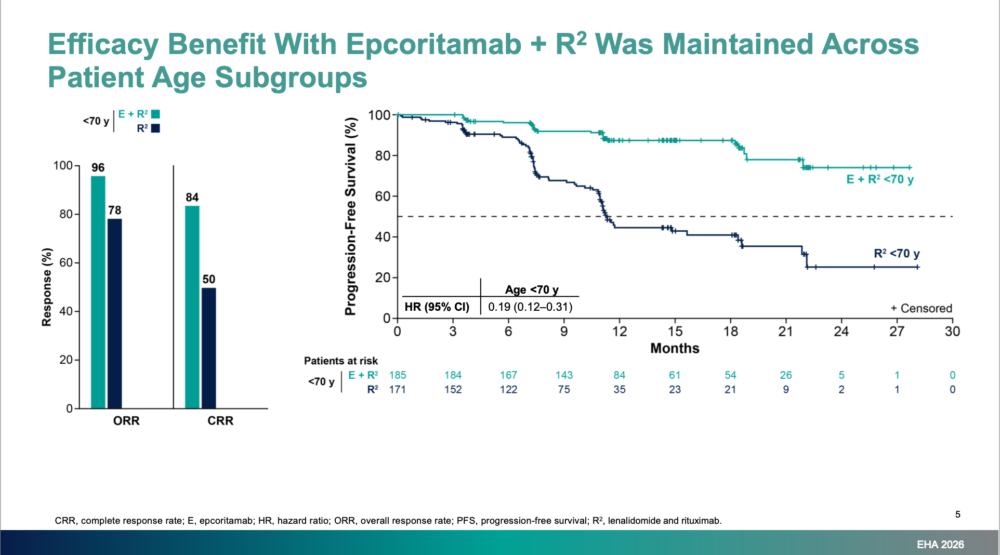 Efficacy Benefit With Epcoritamab + R² Was Maintained Across
Patient Age Subgroups
<70 y
E + R²
R²
Response (%)
100
80
60
40
20
0
96
78
84
50
ORR
CRR
Progression-Free Survival (%)
100
80
60
40
20
0
E + R² <70 y
R² <70 y
Age <70 y
HR (95% CI) 0.19 (0.12–0.31)
+ Censored
0 3 6 9 12 15 18 21 24 27 30
Months
Patients at risk
<70 y
E + R² 185 184 167 143 84 61 54 26 5 1 0
R² 171 152 122 75 35 23 21 9 2 1 0
CRR, complete response rate; E, epcoritamab; HR, hazard ratio; ORR, overall response rate; PFS, progression-free survival; R², lenalidomide and rituximab.
5
EHA 2026